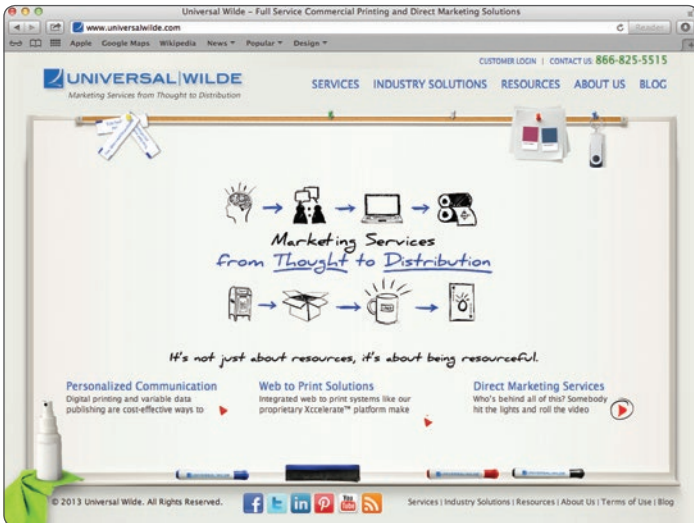 Universal Wilde – Full Service Commercial Printing and Direct Marketing Solutions
www.universalwilde.com
Reader
Apple Google Maps Wikipedia News Popular Design
CUSTOMER LOGIN | CONTACT US: 866-825-5515
UNIVERSAL|WILDE
Marketing Services from Thought to Distribution
SERVICES INDUSTRY SOLUTIONS RESOURCES ABOUT US BLOG
Marketing Services
from Thought to Distribution
It's not just about resources, it's about being resourceful.
Personalized Communication
Digital printing and variable data
publishing are cost-effective ways to
Web to Print Solutions
Integrated web to print systems like our
proprietary Xccelerate™ platform make
Direct Marketing Services
Who's behind all of this? Somebody
hit the lights and roll the video
© 2013 Universal Wilde. All Rights Reserved.
You Tube
Services | Industry Solutions | Resources | About Us | Terms of Use | Blog